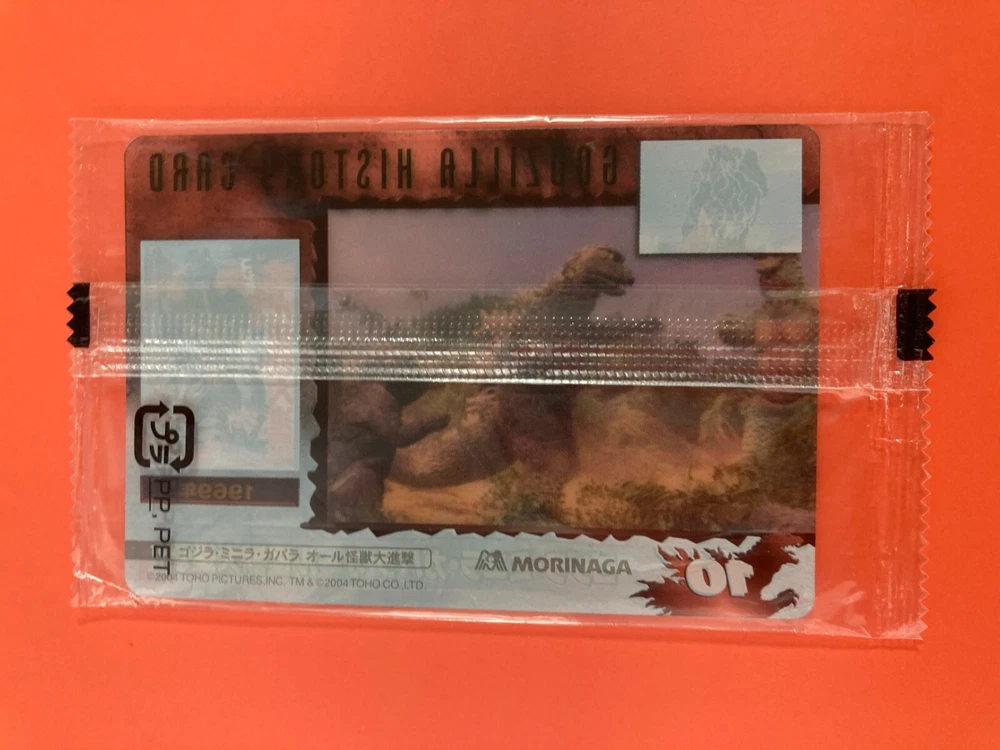 GODZILLA HISTORY CARD
1969年
プラ
PP, PET
ゴジラ・ミニラ・ガバラ オール怪獣大進撃
MORINAGA
10
©2004 TOHO PICTURES.INC. TM & ©2004 TOHO CO.,LTD.